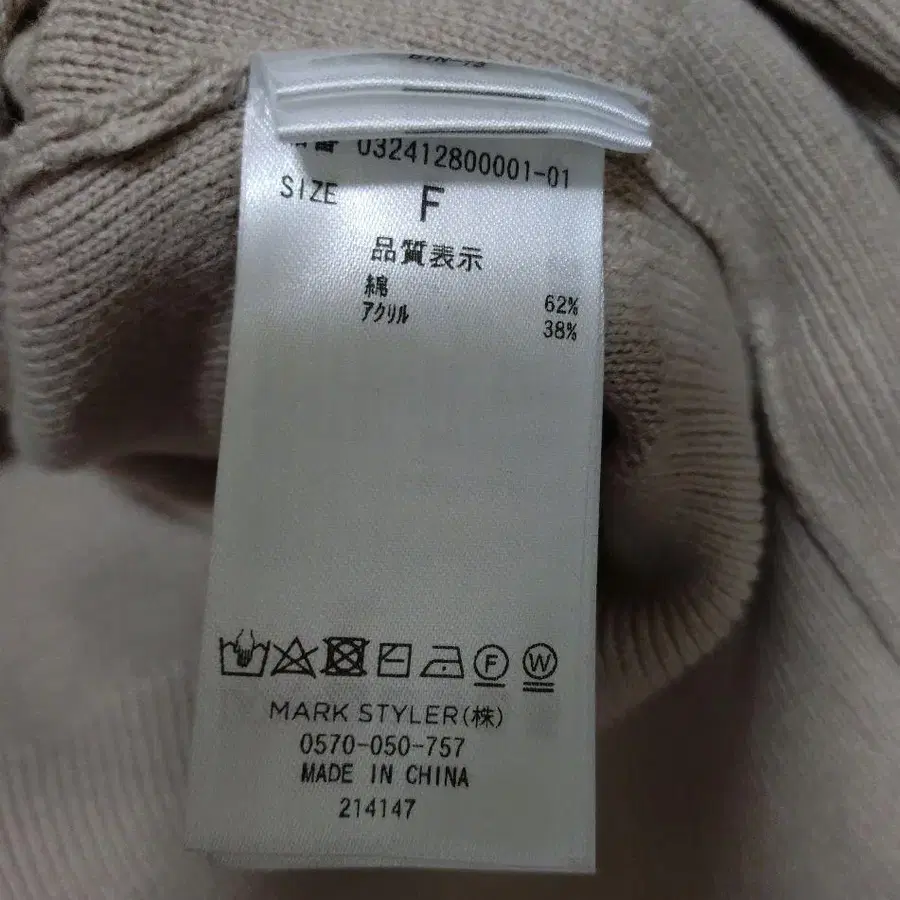 032412800001-01
SIZE F
品質表示
綿 62%
アクリル 38%
F W
MARK STYLER(株)
0570-050-757
MADE IN CHINA
214147